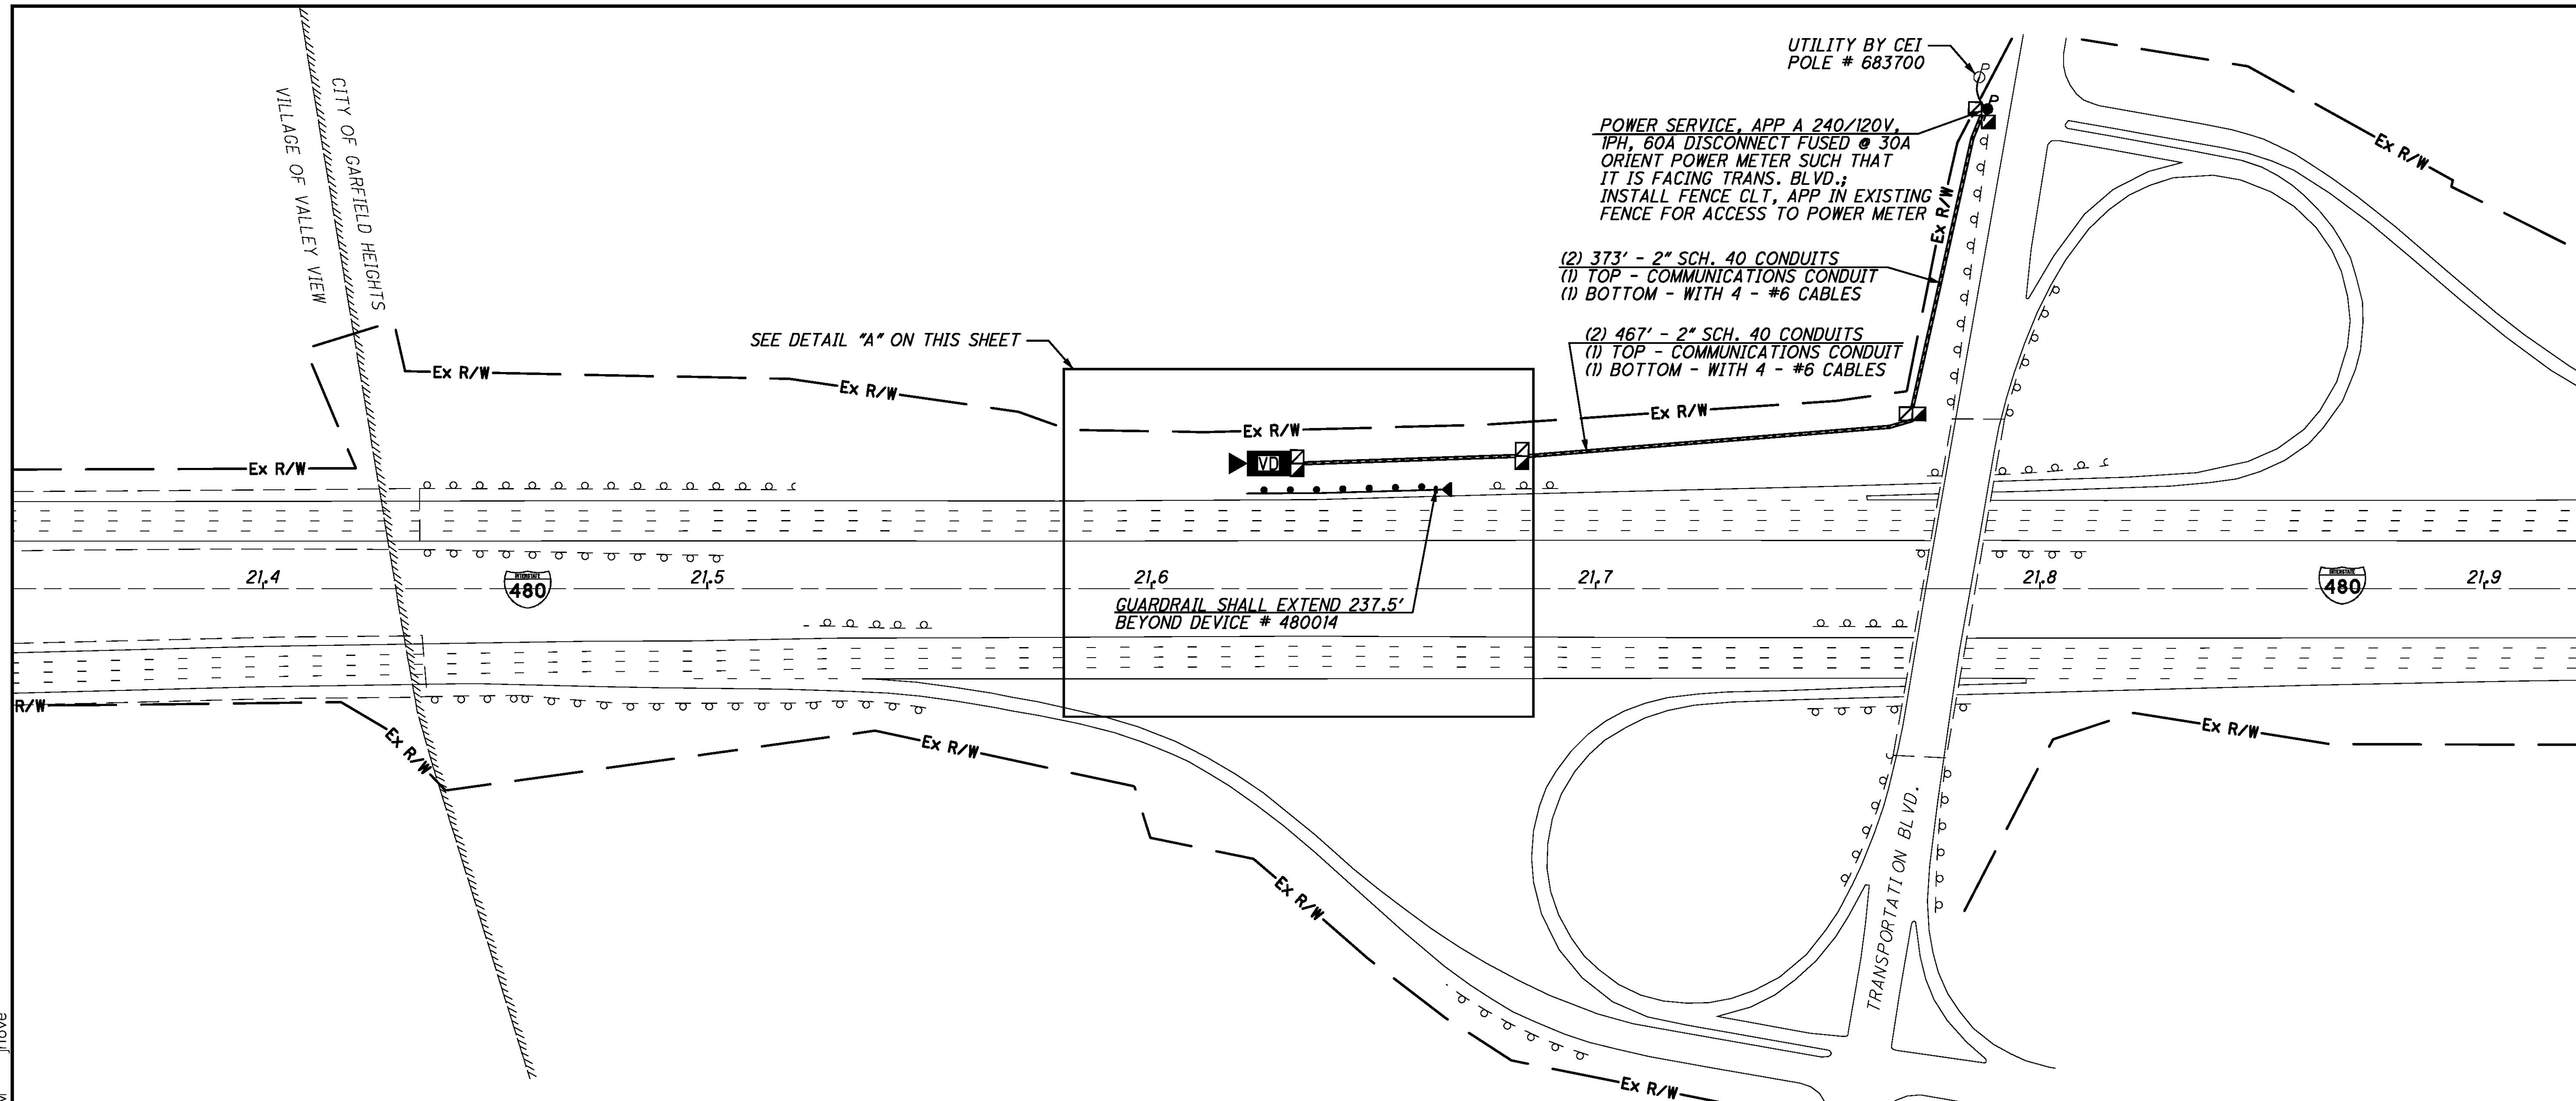 UTILITY BY CEI
POLE # 683700
P
P
POWER SERVICE, APP A 240/120V,
1PH, 60A DISCONNECT FUSED @ 30A
ORIENT POWER METER SUCH THAT
IT IS FACING TRANS. BLVD.;
INSTALL FENCE CLT, APP IN EXISTING
FENCE FOR ACCESS TO POWER METER
Ex R/W
Ex R/W
CITY OF GARFIELD HEIGHTS
VILLAGE OF VALLEY VIEW
(2) 373' - 2" SCH. 40 CONDUITS
(1) TOP - COMMUNICATIONS CONDUIT
(1) BOTTOM - WITH 4 - #6 CABLES
(2) 467' - 2" SCH. 40 CONDUITS
(1) TOP - COMMUNICATIONS CONDUIT
(1) BOTTOM - WITH 4 - #6 CABLES
SEE DETAIL "A" ON THIS SHEET
Ex R/W
Ex R/W
Ex R/W
Ex R/W
Ex R/W
VD
21.4
INTERSTATE
480
21.5
21.6
21.7
21.8
INTERSTATE
480
21.9
GUARDRAIL SHALL EXTEND 237.5'
BEYOND DEVICE # 480014
R/W
Ex R/W
Ex R/W
Ex R/W
Ex R/W
TRANSPORTATION BLVD.
Ex R/W
jhove